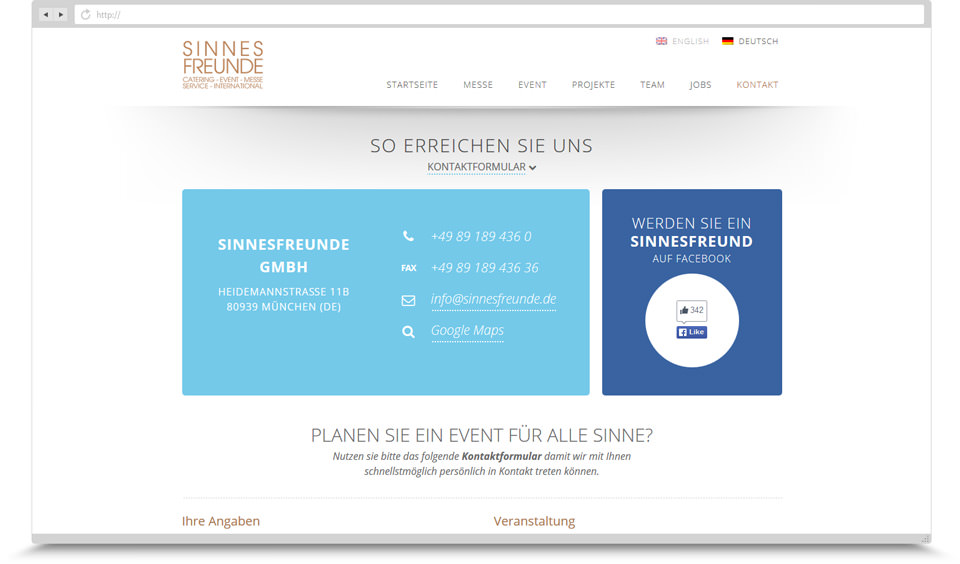 http://
SINNES
FREUNDE
CATERING - EVENT - MESSE
SERVICE - INTERNATIONAL
ENGLISH DEUTSCH
STARTSEITE MESSE EVENT PROJEKTE TEAM JOBS KONTAKT
SO ERREICHEN SIE UNS
KONTAKTFORMULAR
SINNESFREUNDE
GMBH
HEIDEMANNSTRASSE 11B
80939 MÜNCHEN (DE)
+49 89 189 436 0
FAX +49 89 189 436 36
info@sinnesfreunde.de
Google Maps
WERDEN SIE EIN
SINNESFREUND
AUF FACEBOOK
342
Like
PLANEN SIE EIN EVENT FÜR ALLE SINNE?
Nutzen sie bitte das folgende Kontaktformular damit wir mit Ihnen
schnellstmöglich persönlich in Kontakt treten können.
Ihre Angaben Veranstaltung